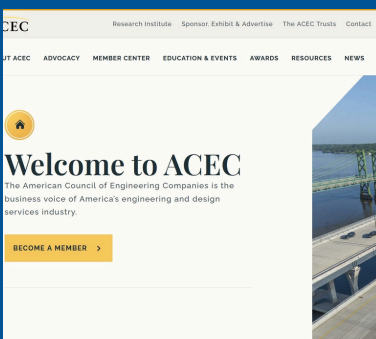 CEC
Research Institute Sponsor, Exhibit & Advertise The ACEC Trusts Contact
UT ACEC ADVOCACY MEMBER CENTER EDUCATION & EVENTS AWARDS RESOURCES NEWS
Welcome to ACEC
The American Council of Engineering Companies is the
business voice of America's engineering and design
services industry.
BECOME A MEMBER >